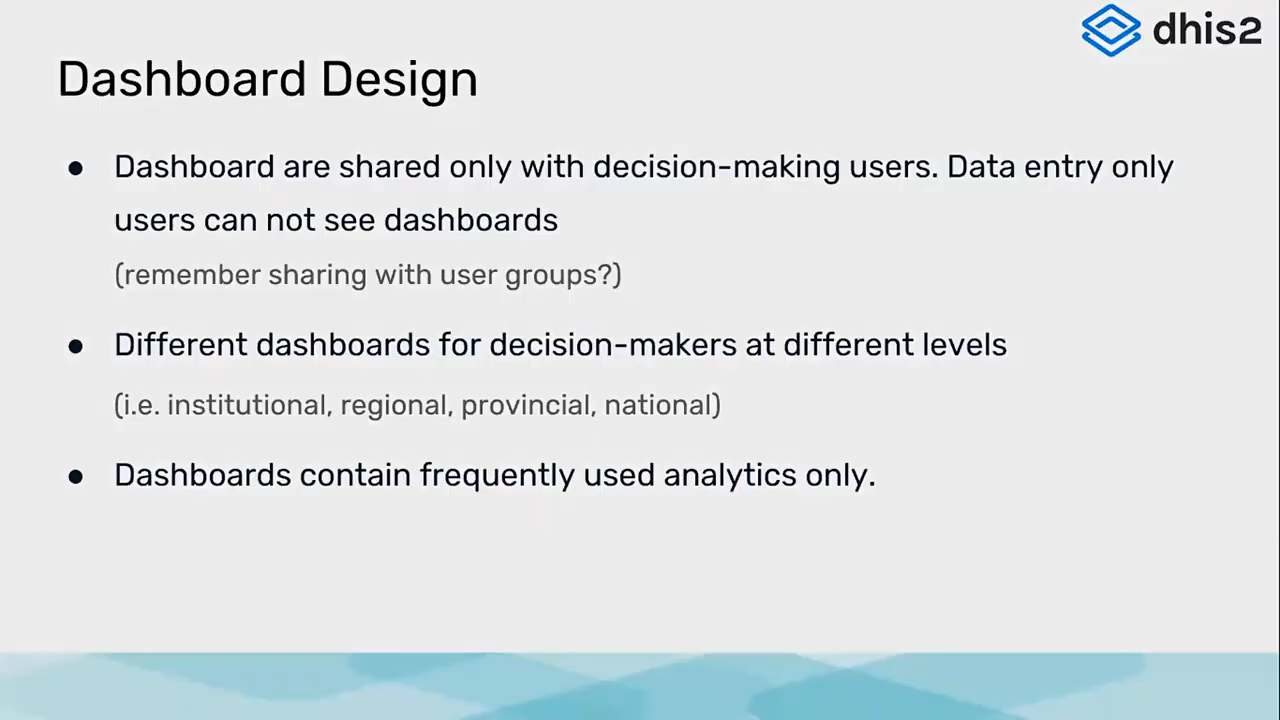 dhis2
Dashboard Design
● Dashboard are shared only with decision-making users. Data entry only
users can not see dashboards
(remember sharing with user groups?)
● Different dashboards for decision-makers at different levels
(i.e. institutional, regional, provincial, national)
● Dashboards contain frequently used analytics only.